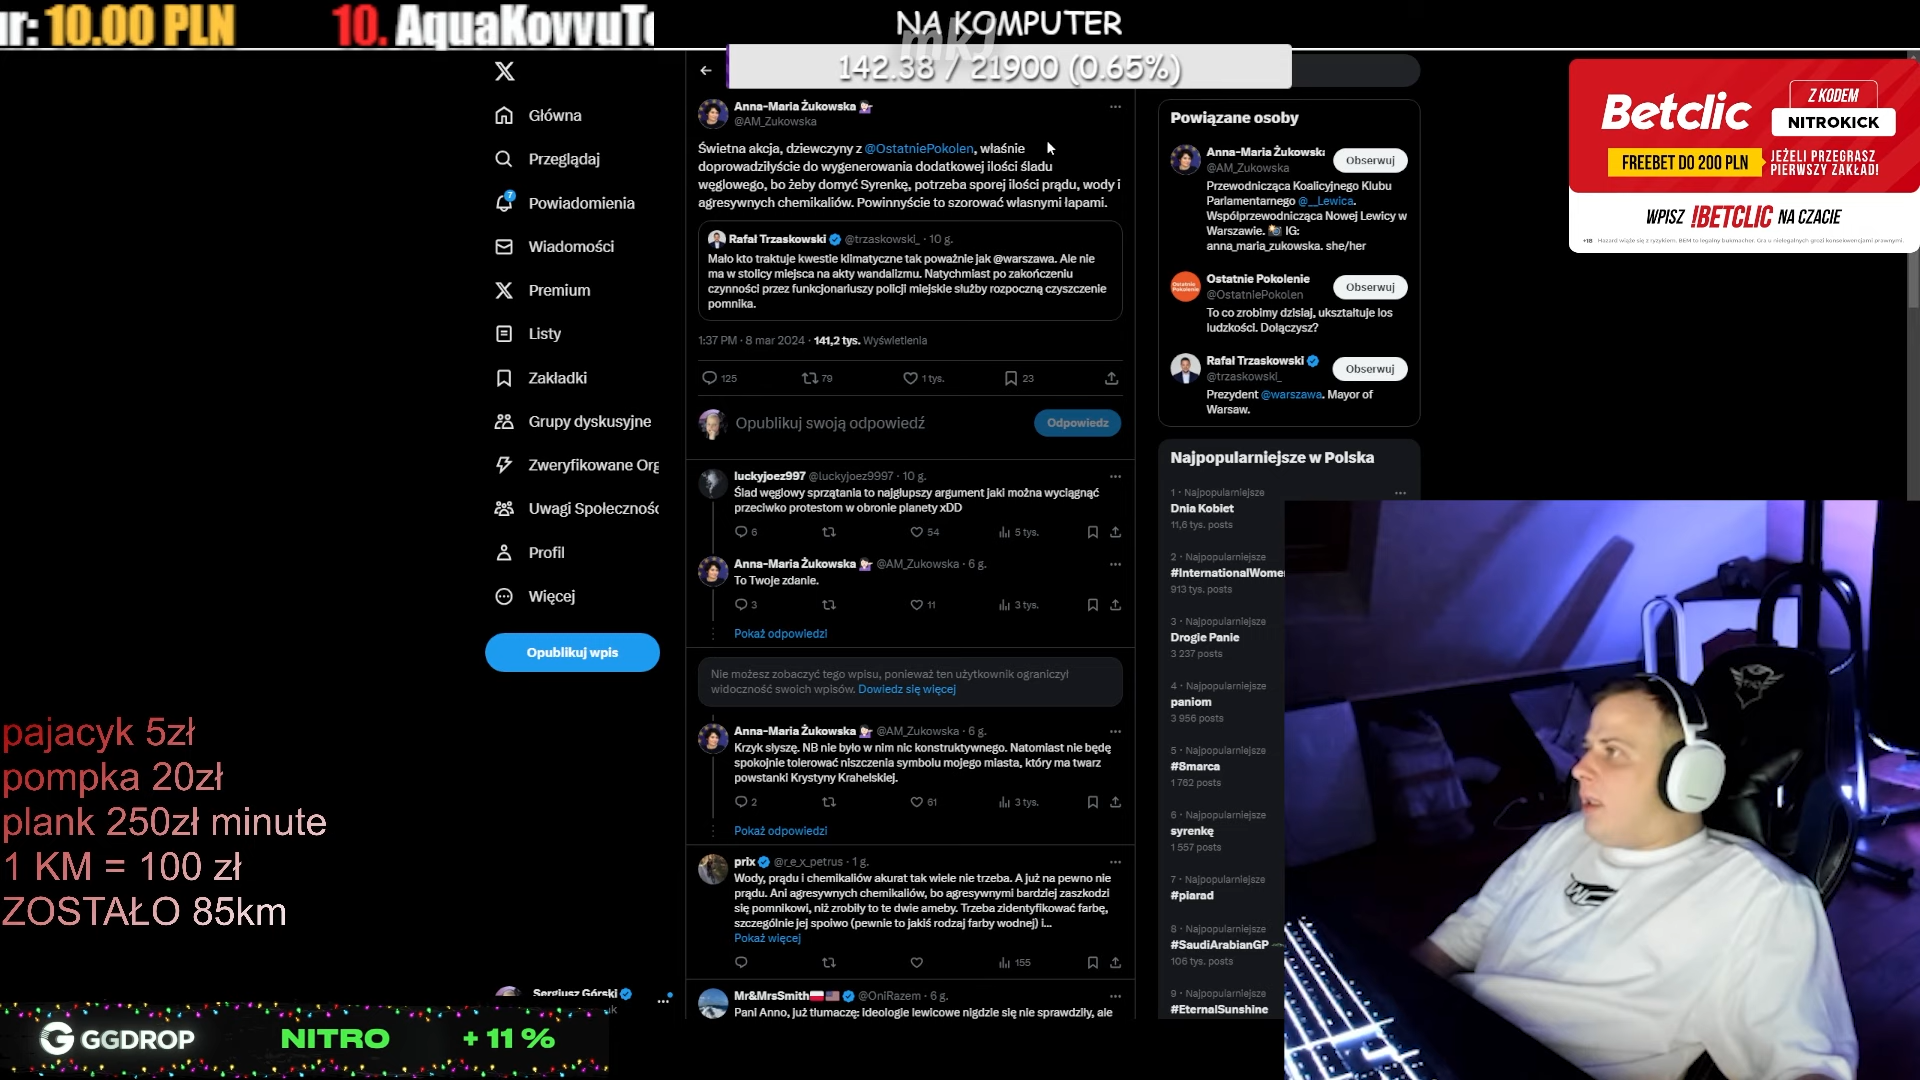 ur: 10.00 PLN
10. AquaKovvuT
NA KOMPUTER
mkj
142.38 / 21900 (0.65%)
Główna
Przeglądaj
7
Powiadomienia
Wiadomości
Premium
Listy
Zakładki
Grupy dyskusyjne
Zweryfikowane Org
Uwagi Społecznośc
Profil
Więcej
Opublikuj wpis
Sergiusz Górski
Anna-Maria Żukowska
@AM_Zukowska
Świetna akcja, dziewczyny z @OstatniePokolen, właśnie
doprowadziłyście do wygenerowania dodatkowej ilości śladu
węglowego, bo żeby domyć Syrenkę, potrzeba sporej ilości prądu, wody i
agresywnych chemikaliów. Powinnyście to szorować własnymi łapami.
Rafał Trzaskowski @trzaskowski_ · 10 g.
Mało kto traktuje kwestie klimatyczne tak poważnie jak @warszawa. Ale nie
ma w stolicy miejsca na akty wandalizmu. Natychmiast po zakończeniu
czynności przez funkcjonariuszy policji miejskie służby rozpoczną czyszczenie
pomnika.
1:37 PM · 8 mar 2024 · 141,2 tys. Wyświetlenia
125 79 1 tys. 23
Opublikuj swoją odpowiedź
Odpowiedz
luckyjoez997 @luckyjoez9997 · 10 g.
Ślad węglowy sprzątania to najgłupszy argument jaki można wyciągnąć
przeciwko protestom w obronie planety xDD
6 54 5 tys.
Anna-Maria Żukowska @AM_Zukowska · 6 g.
To Twoje zdanie.
3 11 3 tys.
Pokaż odpowiedzi
Nie możesz zobaczyć tego wpisu, ponieważ ten użytkownik ograniczył
widoczność swoich wpisów. Dowiedz się więcej
Anna-Maria Żukowska @AM_Zukowska · 6 g.
Krzyk słyszę. NB nie było w nim nic konstruktywnego. Natomiast nie będę
spokojnie tolerować niszczenia symbolu mojego miasta, który ma twarz
powstanki Krystyny Krahelskiej.
2 61 3 tys.
Pokaż odpowiedzi
prix @r_e_x_petrus · 1 g.
Wody, prądu i chemikaliów akurat tak wiele nie trzeba. A już na pewno nie
prądu. Ani agresywnych chemikaliów, bo agresywnymi bardziej zaszkodzi
się pomnikowi, niż zrobiły to te dwie ameby. Trzeba zidentyfikować farbę,
szczególnie jej spoiwo (pewnie to jakiś rodzaj farby wodnej) i...
Pokaż więcej
155
Mr&MrsSmith @OniRazem · 6 g.
Pani Anno, już tłumaczę: ideologie lewicowe nigdzie się nie sprawdziły, ale
Powiązane osoby
Anna-Maria Żukowska
@AM_Zukowska
Obserwuj
Przewodnicząca Koalicyjnego Klubu
Parlamentarnego @__Lewica.
Współprzewodnicząca Nowej Lewicy w
Warszawie. IG:
anna_maria_zukowska. she/her
Ostatnie Pokolenie
@OstatniePokolen
Obserwuj
To co zrobimy dzisiaj, ukształtuje los
ludzkości. Dołączysz?
Rafał Trzaskowski
@trzaskowski_
Obserwuj
Prezydent @warszawa. Mayor of
Warsaw.
Najpopularniejsze w Polska
1 · Najpopularniejsze
Dnia Kobiet
11,6 tys. posts
2 · Najpopularniejsze
#InternationalWomen
913 tys. posts
3 · Najpopularniejsze
Drogie Panie
3 237 posts
4 · Najpopularniejsze
paniom
3 956 posts
5 · Najpopularniejsze
#8marca
1 762 posts
6 · Najpopularniejsze
syrenkę
1 557 posts
7 · Najpopularniejsze
#piarad
8 · Najpopularniejsze
#SaudiArabianGP
106 tys. posts
9 · Najpopularniejsze
#EternalSunshine
Betclic
Z KODEM
NITROKICK
FREEBET DO 200 PLN
JEŻELI PRZEGRASZ
PIERWSZY ZAKŁAD!
WPISZ !BETCLIC NA CZACIE
pajacyk 5zł
pompka 20zł
plank 250zł minute
1 KM = 100 zł
ZOSTAŁO 85km
GGDROP
NITRO
+ 11 %